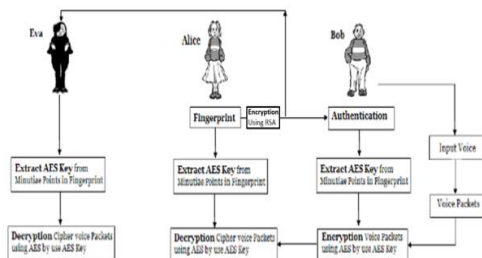 Eva
Alice
Bob
Fingerprint
Encryption
Using RSA
Authentication
Input Voice
Extract AES Key from
Minutiae Points in Fingerprint
Extract AES Key from
Minutiae Points in Fingerprint
Extract AES Key from
Minutiae Points in Fingerprint
Voice Packets
Decryption Cipher voice Packets
using AES by use AES Key
Decryption Cipher voice Packets
using AES by use AES Key
Encryption Voice Packets
using AES by use AES Key